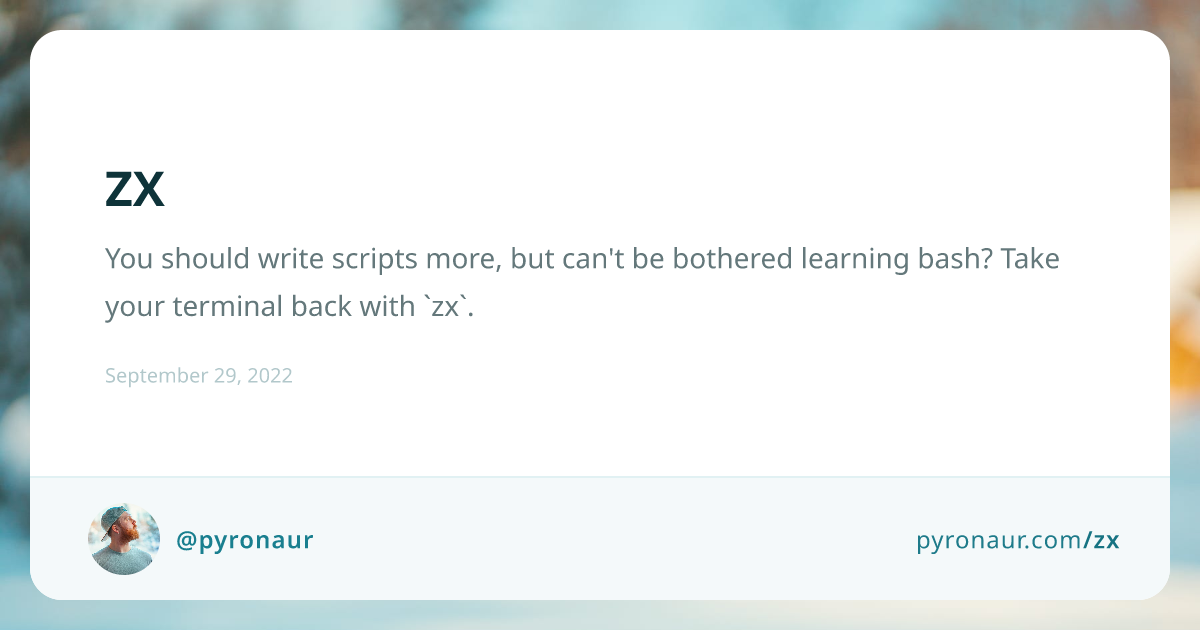 ZX
You should write scripts more, but can't be bothered learning bash? Take
your terminal back with `zx`.
September 29, 2022
@pyronaur
pyronaur.com/zx